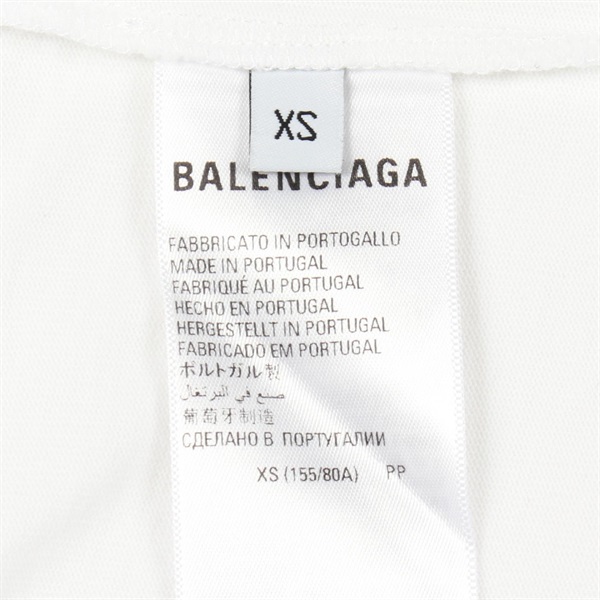 XS
BALENCIAGA
FABBRICATO IN PORTOGALLO
MADE IN PORTUGAL
FABRIQUÉ AU PORTUGAL
HECHO EN PORTUGAL
HERGESTELLT IN PORTUGAL
FABRICADO EM PORTUGAL
ポルトガル製
صنع في البرتغال
葡萄牙制造
СДЕЛАНО В ПОРТУГАЛИИ
XS (155/80A) PP